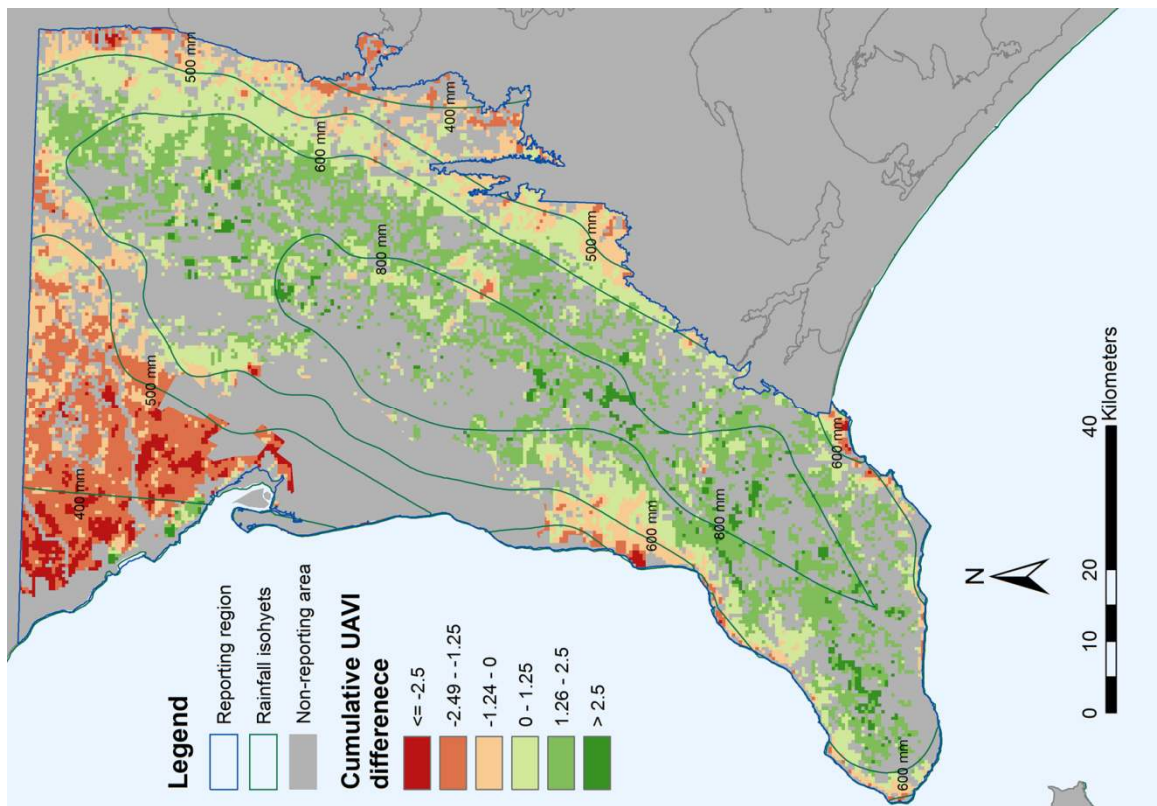 Legend
Reporting region
Rainfall isohyets
Non-reporting area
Cumulative UAVI
differenece
<= -2.5
-2.49 - -1.25
-1.24 - 0
0 - 1.25
1.26 - 2.5
> 2.5
400 mm
500 mm
500 mm
600 mm
400 mm
800 mm
500 mm
600 mm
800 mm
600 mm
600 mm
N
0
10
20
40
Kilometers